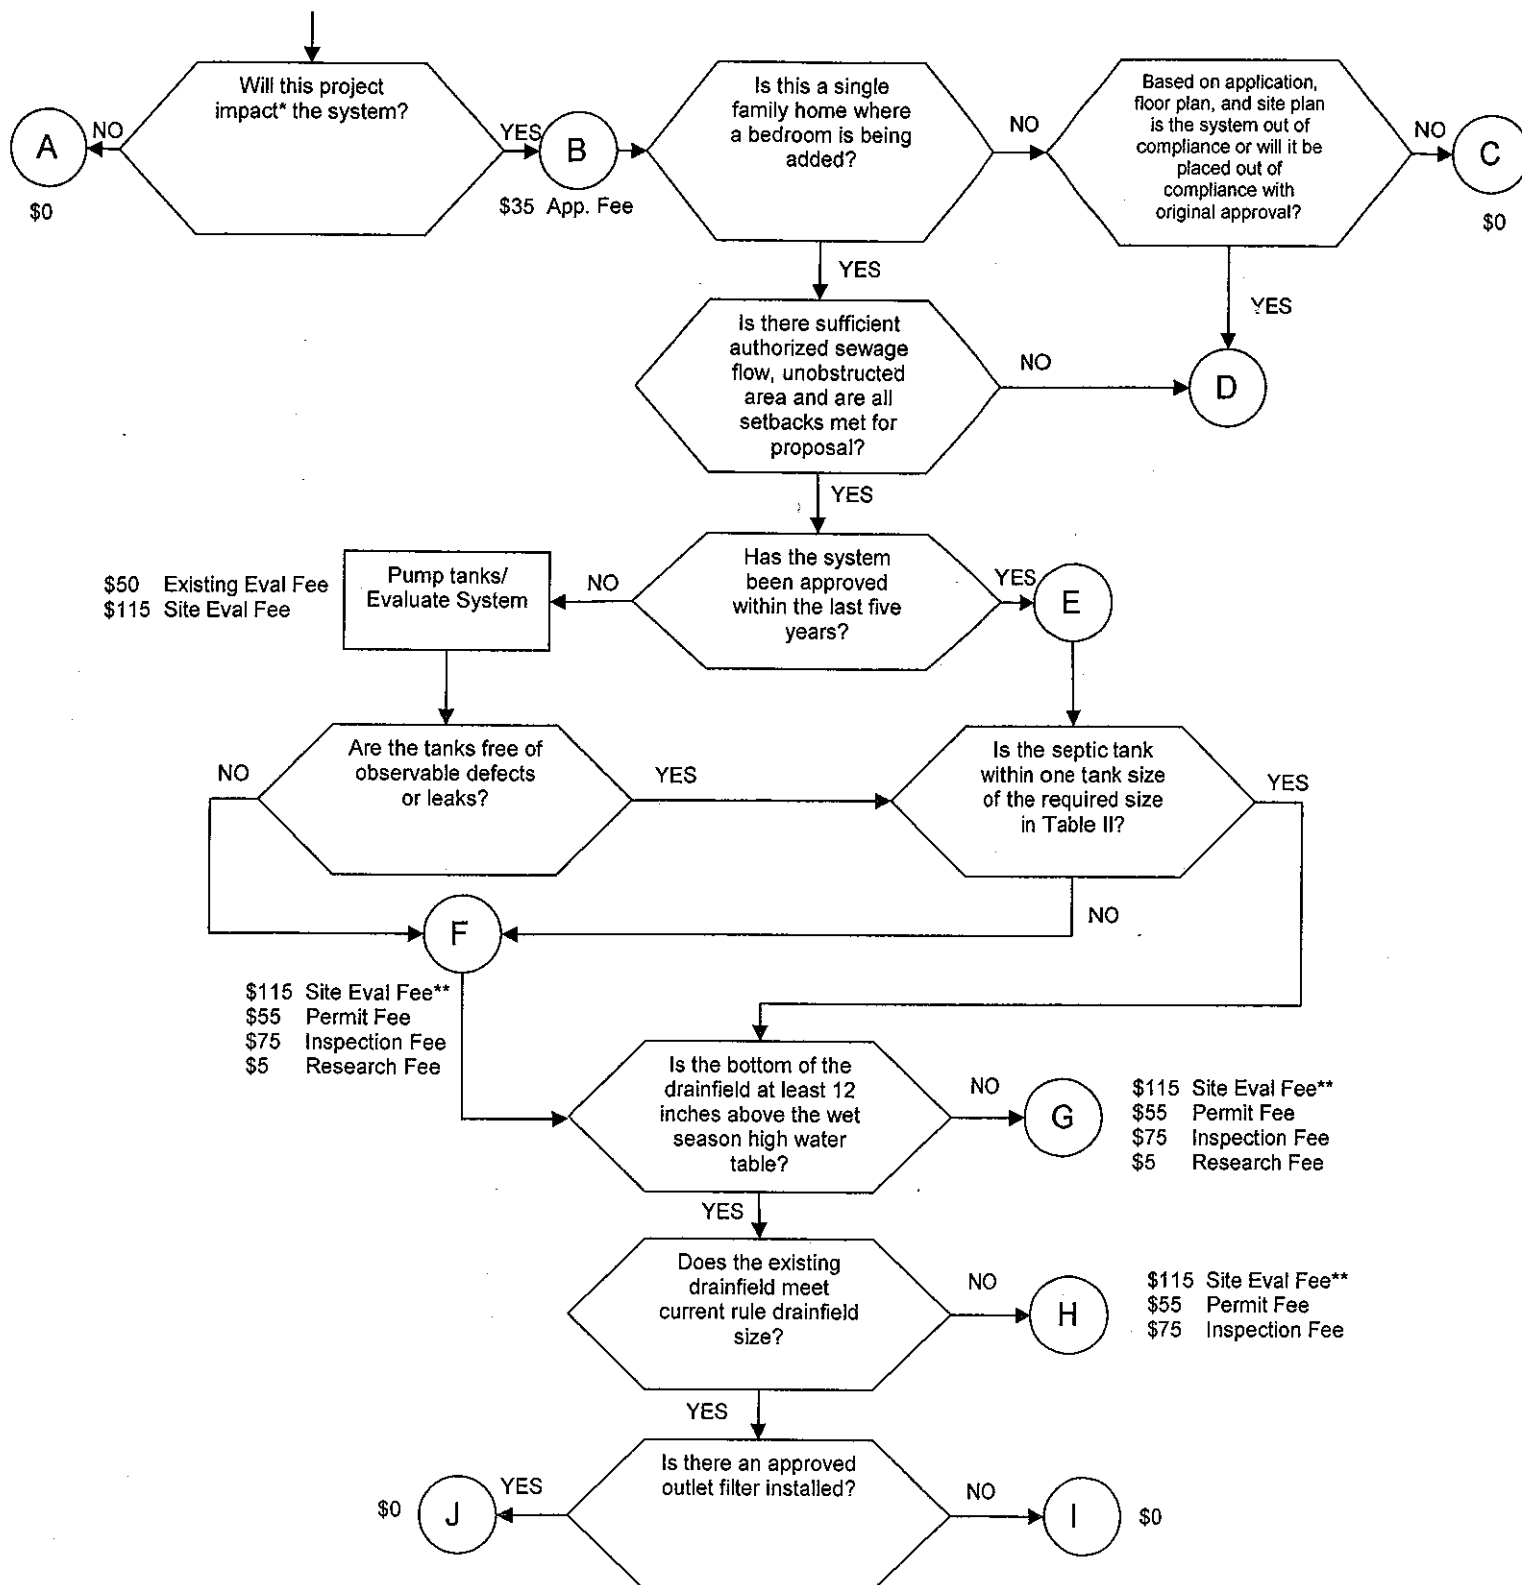 Will this project
impact* the system?
NO
A
$0
YES
B
$35 App. Fee
Is this a single
family home where
a bedroom is being
added?
NO
Based on application,
floor plan, and site plan
is the system out of
compliance or will it be
placed out of
compliance with
original approval?
NO
C
$0
YES
YES
Is there sufficient
authorized sewage
flow, unobstructed
area and are all
setbacks met for
proposal?
NO
D
YES
Has the system
been approved
within the last five
years?
NO
YES
E
Pump tanks/
Evaluate System
$50 Existing Eval Fee
$115 Site Eval Fee
Are the tanks free of
observable defects
or leaks?
NO
YES
Is the septic tank
within one tank size
of the required size
in Table II?
YES
NO
F
$115 Site Eval Fee**
$55 Permit Fee
$75 Inspection Fee
$5 Research Fee
Is the bottom of the
drainfield at least 12
inches above the wet
season high water
table?
NO
G
$115 Site Eval Fee**
$55 Permit Fee
$75 Inspection Fee
$5 Research Fee
YES
Does the existing
drainfield meet
current rule drainfield
size?
NO
H
$115 Site Eval Fee**
$55 Permit Fee
$75 Inspection Fee
YES
Is there an approved
outlet filter installed?
YES
J
$0
NO
I
$0